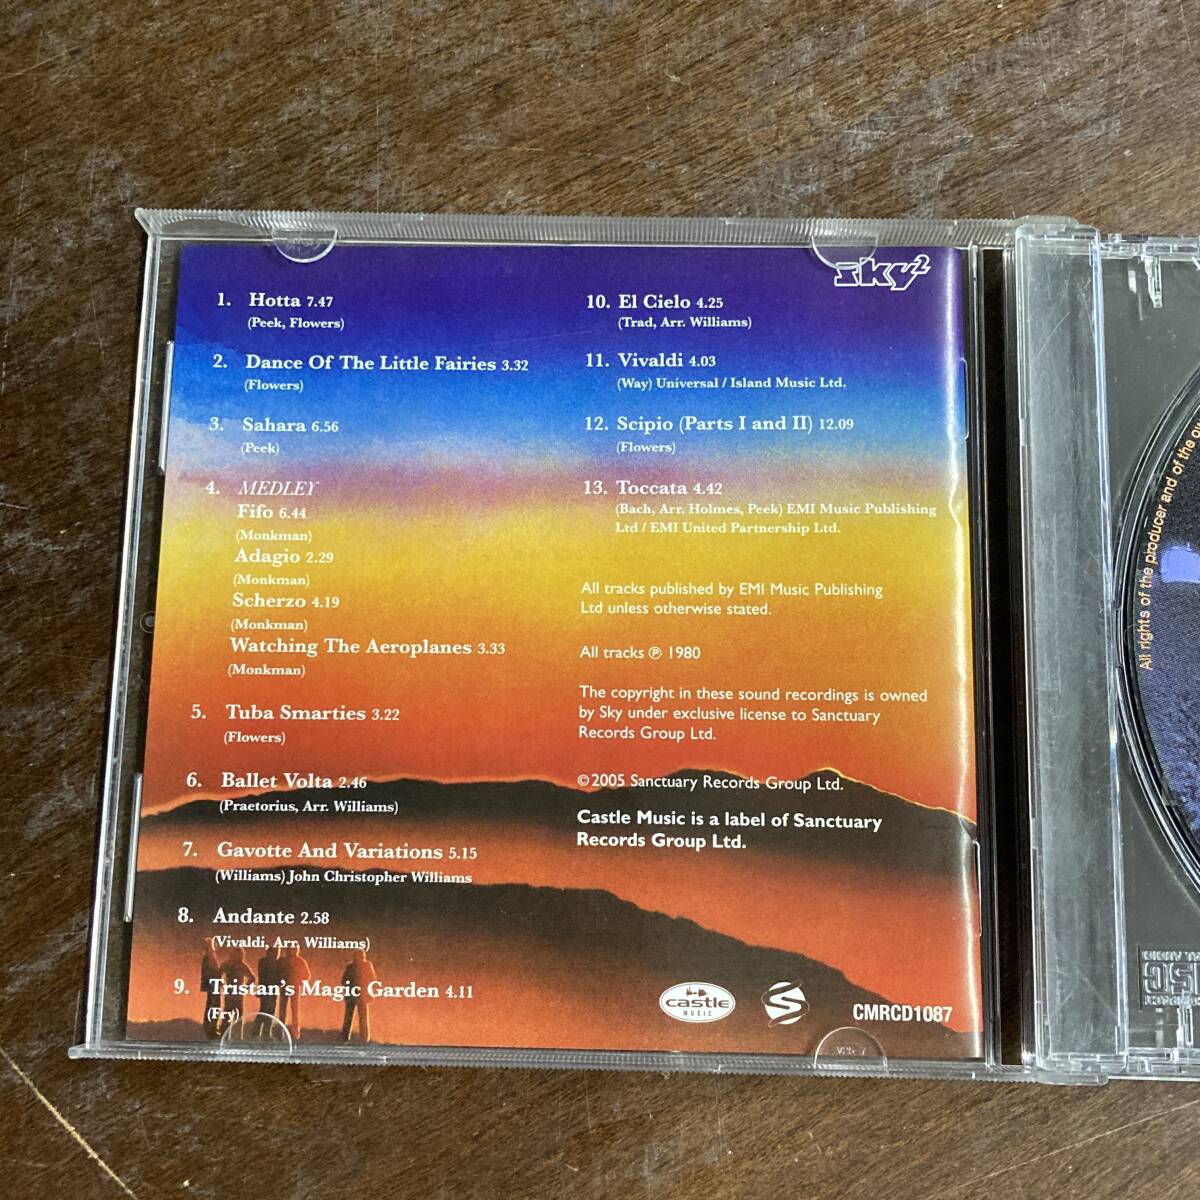 sky2
1. Hotta 7.47
(Peek, Flowers)
2. Dance Of The Little Fairies 3.32
(Flowers)
3. Sahara 6.56
(Peek)
4. MEDLEY
Fifo 6.44
(Monkman)
Adagio 2.29
(Monkman)
Scherzo 4.19
(Monkman)
Watching The Aeroplanes 3.33
(Monkman)
5. Tuba Smarties 3.22
(Flowers)
6. Ballet Volta 2.46
(Praetorius, Arr. Williams)
7. Gavotte And Variations 5.15
(Williams) John Christopher Williams
8. Andante 2.58
(Vivaldi, Arr, Williams)
9. Tristan's Magic Garden 4.11
(Fry)
10. El Cielo 4.25
(Trad, Arr. Williams)
11. Vivaldi 4.03
(Way) Universal / Island Music Ltd.
12. Scipio (Parts I and II) 12.09
(Flowers)
13. Toccata 4.42
(Bach, Arr. Holmes, Peek) EMI Music Publishing
Ltd / EMI United Partnership Ltd.
All tracks published by EMI Music Publishing
Ltd unless otherwise stated.
All tracks ℗ 1980
The copyright in these sound recordings is owned
by Sky under exclusive license to Sanctuary
Records Group Ltd.
©2005 Sanctuary Records Group Ltd.
Castle Music is a label of Sanctuary
Records Group Ltd.
castle
MUSIC
S
CMRCD1087
All rights of the producer and of the